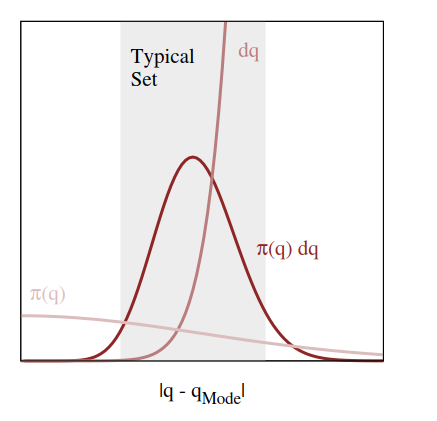 Typical
Set
dq
π(q) dq
π(q)
|q - qMode|